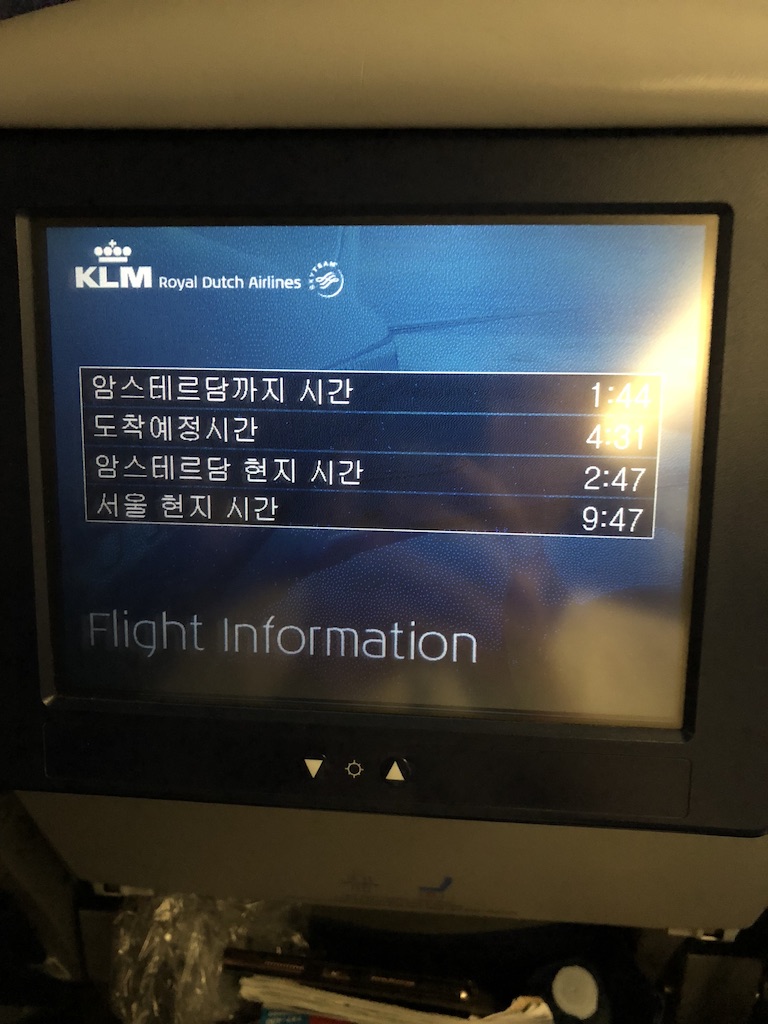 KLM Royal Dutch Airlines SKYTEAM
암스테르담까지 시간 1:44
도착예정시간 4:31
암스테르담 현지 시간 2:47
서울 현지 시간 9:47
Flight Information